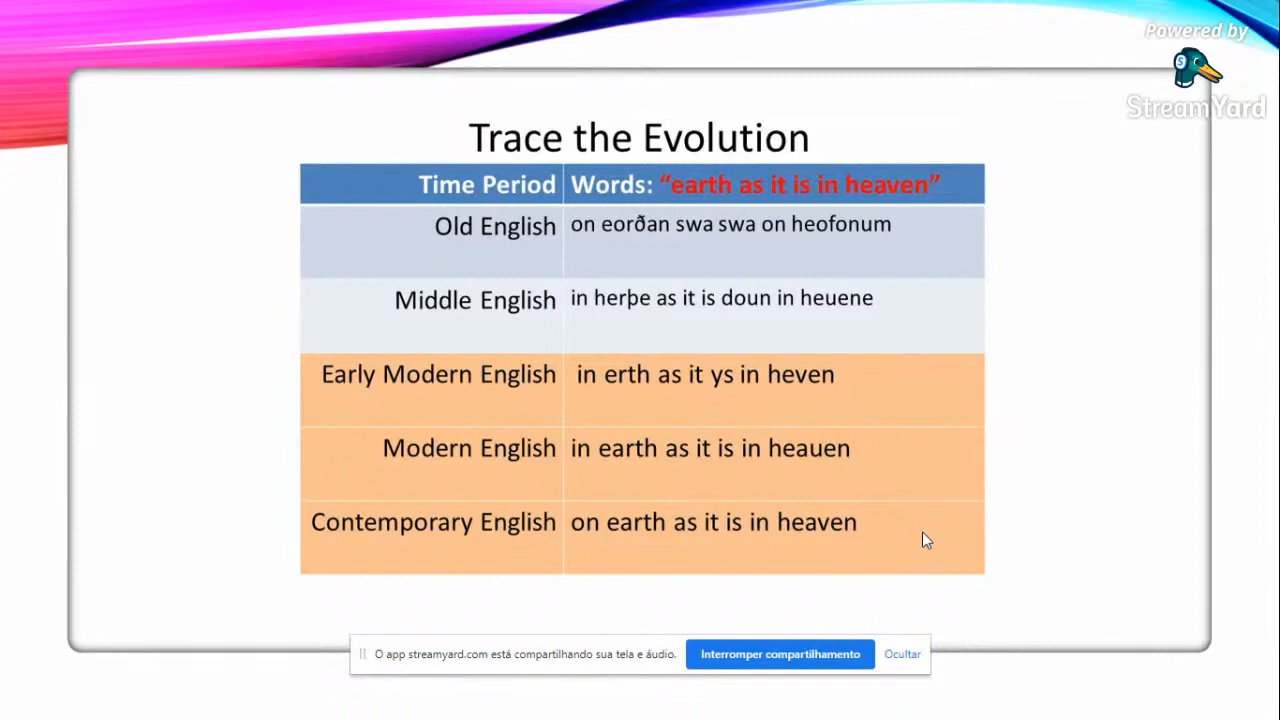 Powered by
StreamYard
Trace the Evolution
Time Period Words: “earth as it is in heaven”
Old English on eorðan swa swa on heofonum
Middle English in herþe as it is doun in heuene
Early Modern English in erth as it ys in heven
Modern English in earth as it is in heauen
Contemporary English on earth as it is in heaven
O app streamyard.com está compartilhando sua tela e áudio. Interromper compartilhamento Ocultar